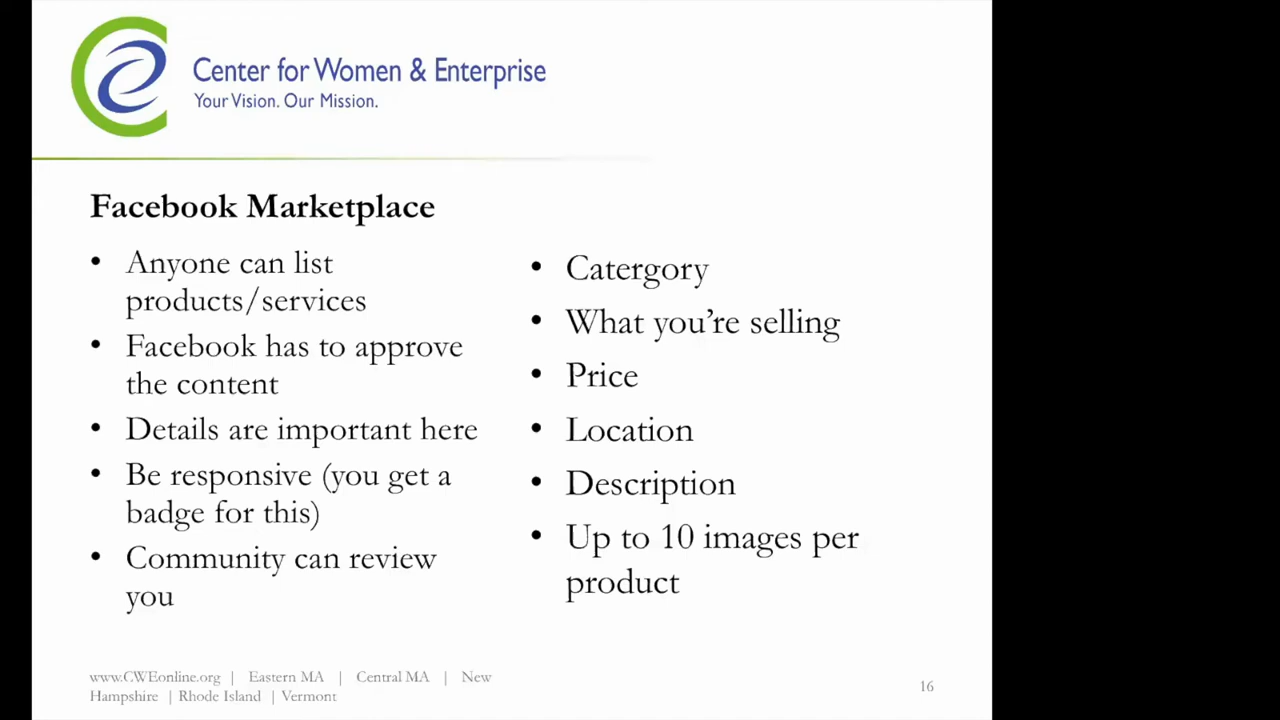 Center for Women & Enterprise
Your Vision. Our Mission.
Facebook Marketplace
• Anyone can list
products/services
• Facebook has to approve
the content
• Details are important here
• Be responsive (you get a
badge for this)
• Community can review
you
• Catergory
• What you're selling
• Price
• Location
• Description
• Up to 10 images per
product
www.CWEonline.org | Eastern MA | Central MA | New
Hampshire | Rhode Island | Vermont
16